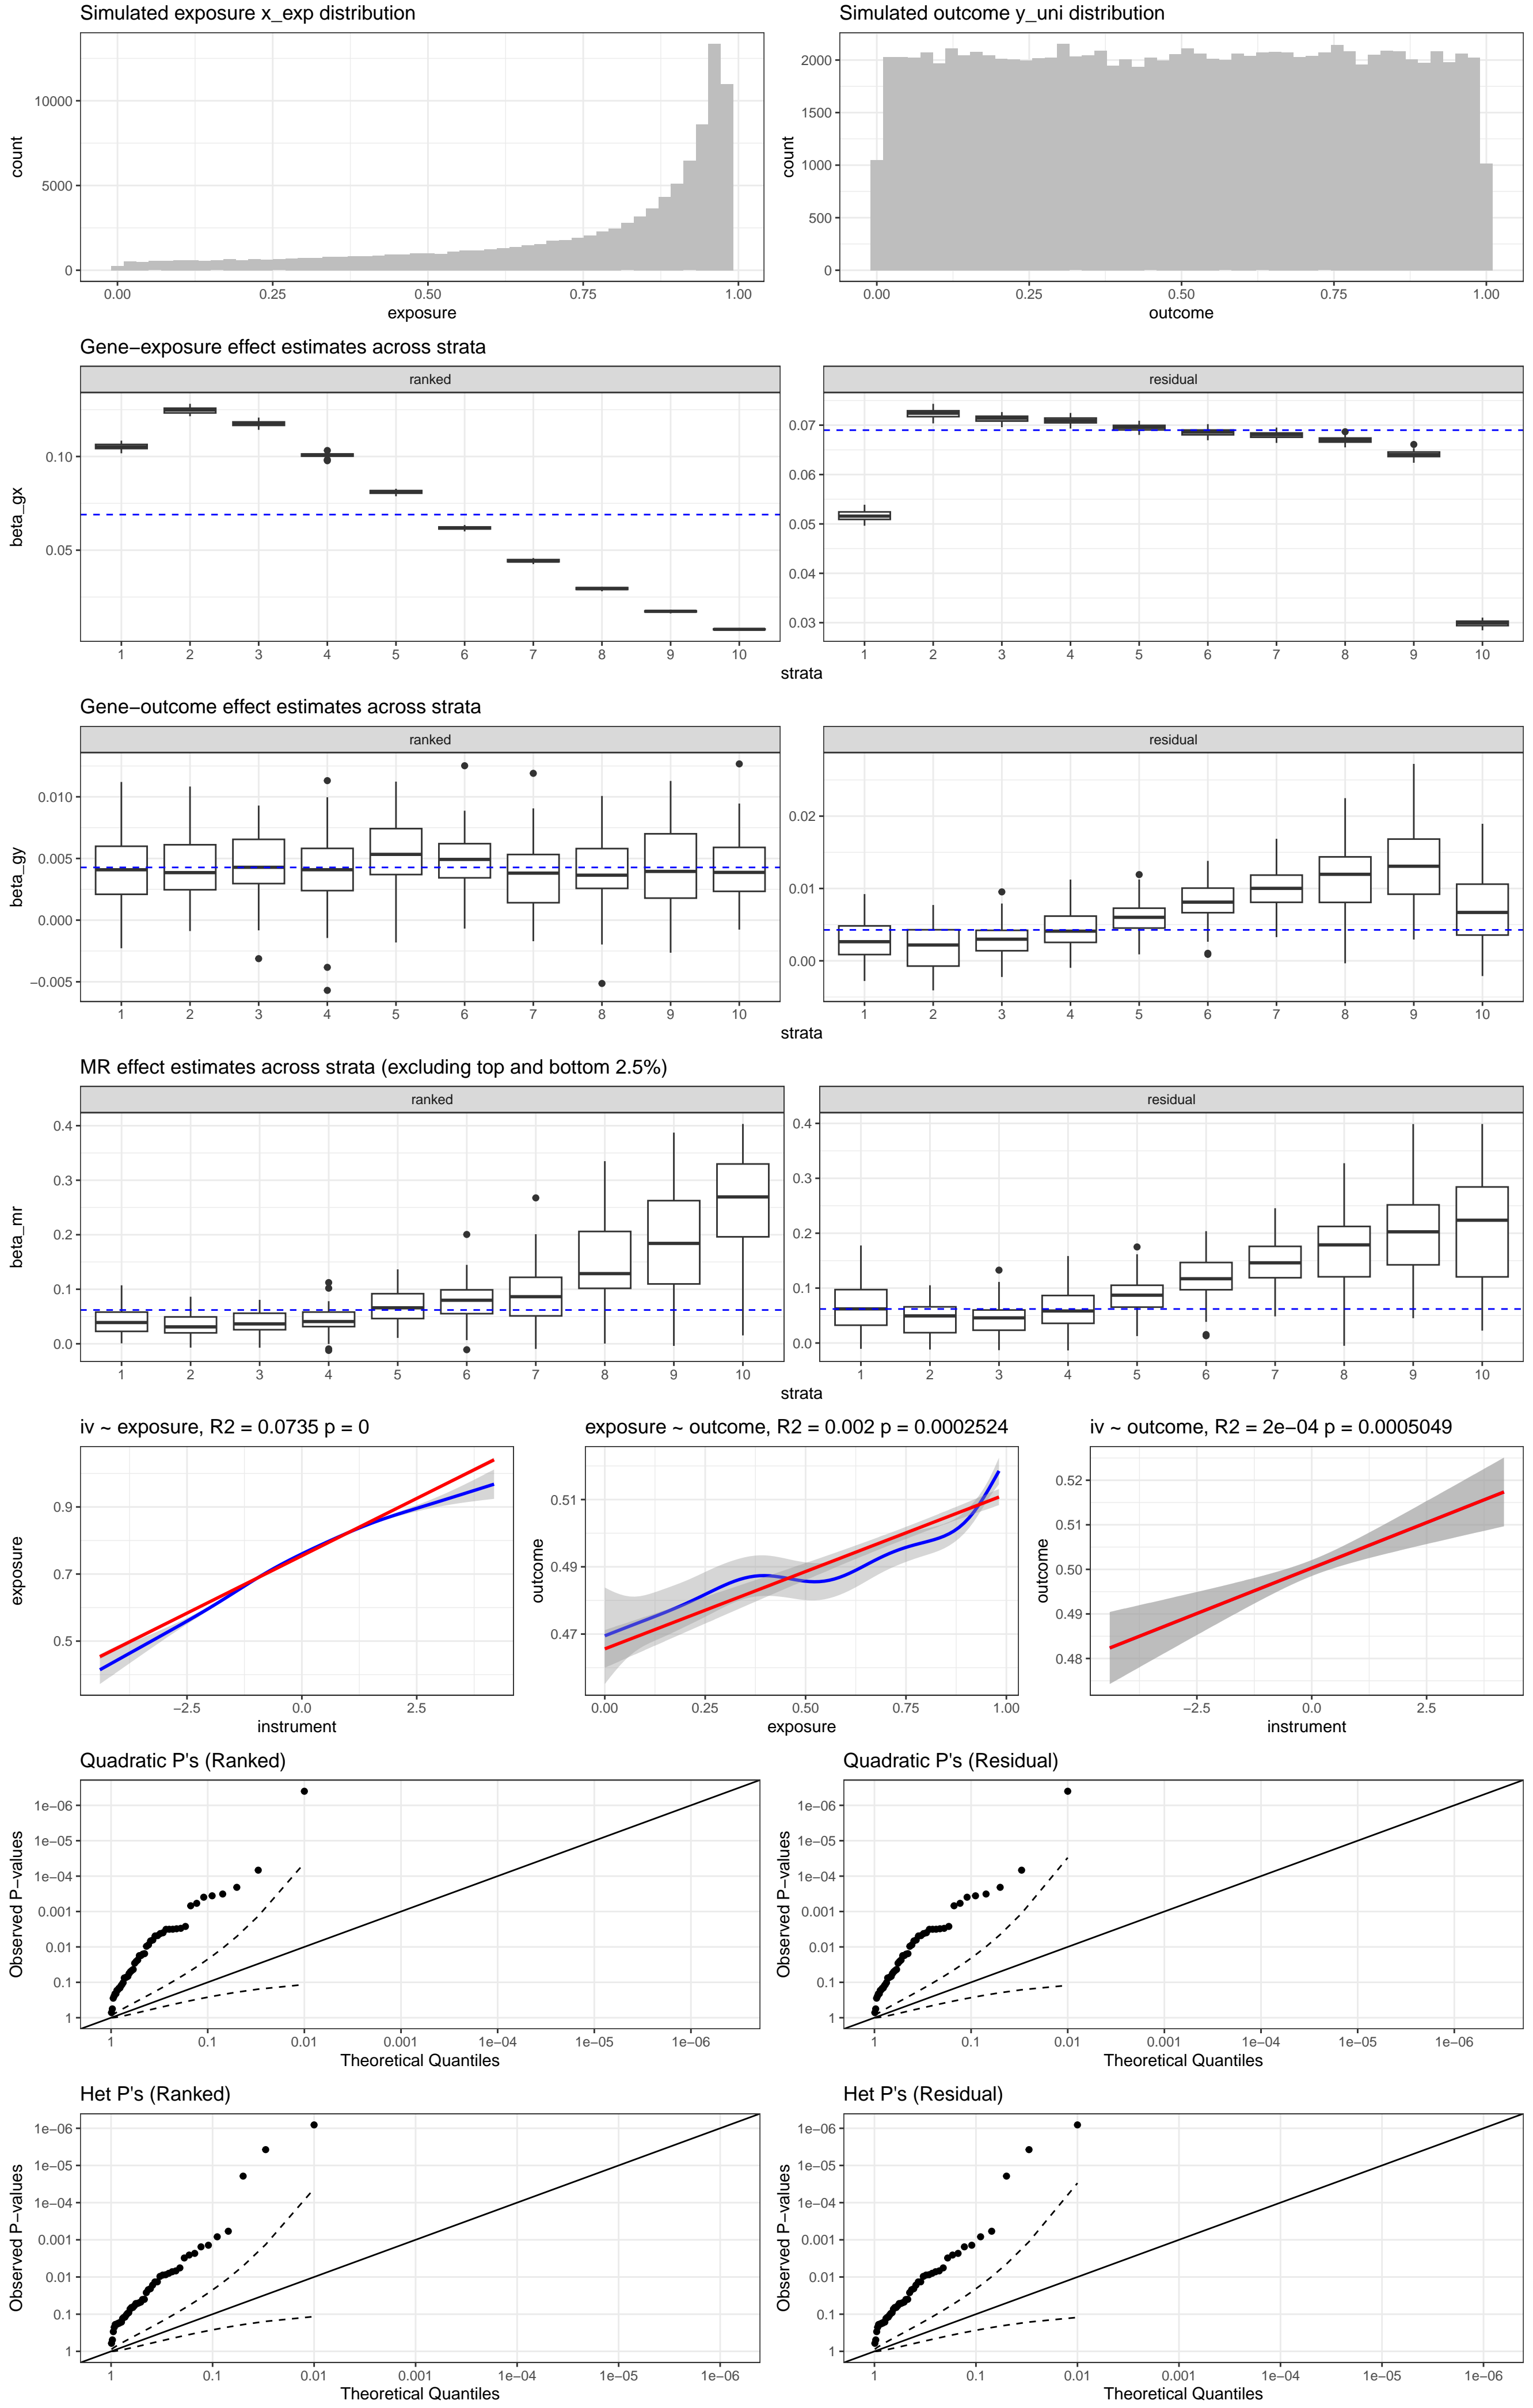 Simulated exposure x_exp distribution
Simulated outcome y_uni distribution
10000
5000
0
count
0.00 0.25 0.50 0.75 1.00
exposure
2000
1500
1000
500
0
count
0.00 0.25 0.50 0.75 1.00
outcome
Gene−exposure effect estimates across strata
ranked
residual
beta_gx
0.10
0.05
1 2 3 4 5 6 7 8 9 10
0.07
0.06
0.05
0.04
0.03
1 2 3 4 5 6 7 8 9 10
strata
Gene−outcome effect estimates across strata
ranked
residual
beta_gy
0.010
0.005
0.000
−0.005
1 2 3 4 5 6 7 8 9 10
0.02
0.01
0.00
1 2 3 4 5 6 7 8 9 10
strata
MR effect estimates across strata (excluding top and bottom 2.5%)
ranked
residual
beta_mr
0.4
0.3
0.2
0.1
0.0
1 2 3 4 5 6 7 8 9 10
0.4
0.3
0.2
0.1
0.0
1 2 3 4 5 6 7 8 9 10
strata
iv ~ exposure, R2 = 0.0735 p = 0
exposure
0.9
0.7
0.5
−2.5 0.0 2.5
instrument
exposure ~ outcome, R2 = 0.002 p = 0.0002524
outcome
0.51
0.49
0.47
0.00 0.25 0.50 0.75 1.00
exposure
iv ~ outcome, R2 = 2e−04 p = 0.0005049
outcome
0.52
0.51
0.50
0.49
0.48
−2.5 0.0 2.5
instrument
Quadratic P's (Ranked)
Observed P−values
1e−06
1e−05
1e−04
0.001
0.01
0.1
1
1 0.1 0.01 0.001 1e−04 1e−05 1e−06
Theoretical Quantiles
Quadratic P's (Residual)
Observed P−values
1e−06
1e−05
1e−04
0.001
0.01
0.1
1
1 0.1 0.01 0.001 1e−04 1e−05 1e−06
Theoretical Quantiles
Het P's (Ranked)
Observed P−values
1e−06
1e−05
1e−04
0.001
0.01
0.1
1
1 0.1 0.01 0.001 1e−04 1e−05 1e−06
Theoretical Quantiles
Het P's (Residual)
Observed P−values
1e−06
1e−05
1e−04
0.001
0.01
0.1
1
1 0.1 0.01 0.001 1e−04 1e−05 1e−06
Theoretical Quantiles